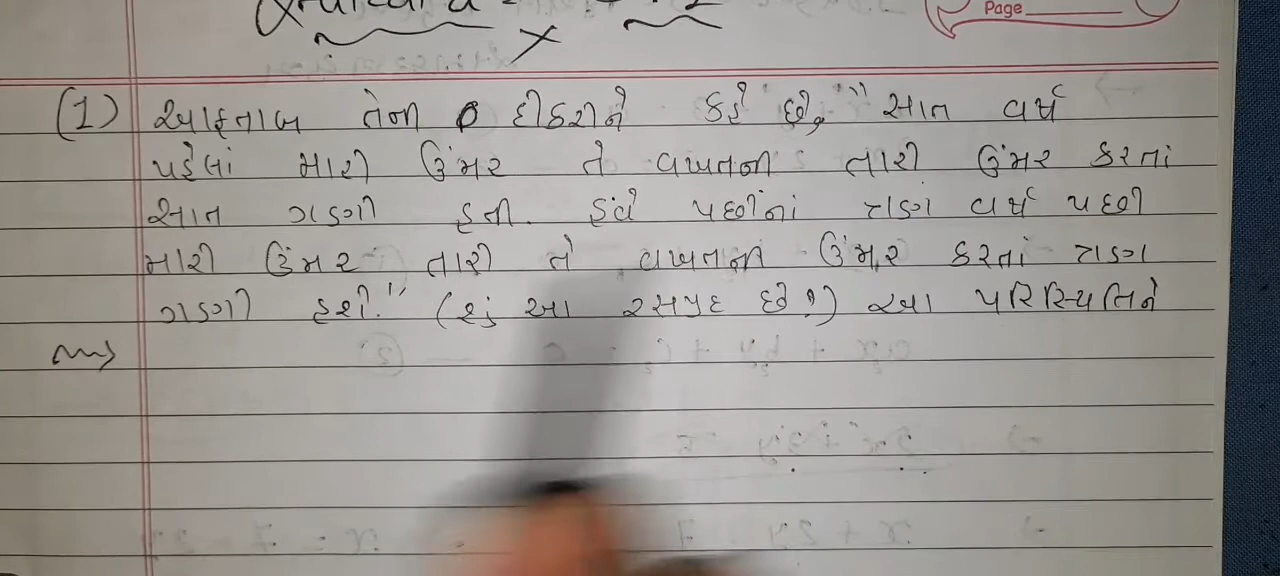 Page
(1) આફતાબ તેની દીકરીને કહે છે, "સાત વર્ષ
પહેલાં મારી ઉંમર તે વખતની તારી ઉંમર કરતાં
સાત ગણી હતી. હવે પછીનાં ત્રણ વર્ષ પછી
મારી ઉંમર તારી તે વખતની ઉંમર કરતાં ત્રણ
ગણી હશે." (શું આ રસપ્રદ છે?) આ પરિસ્થિતિને